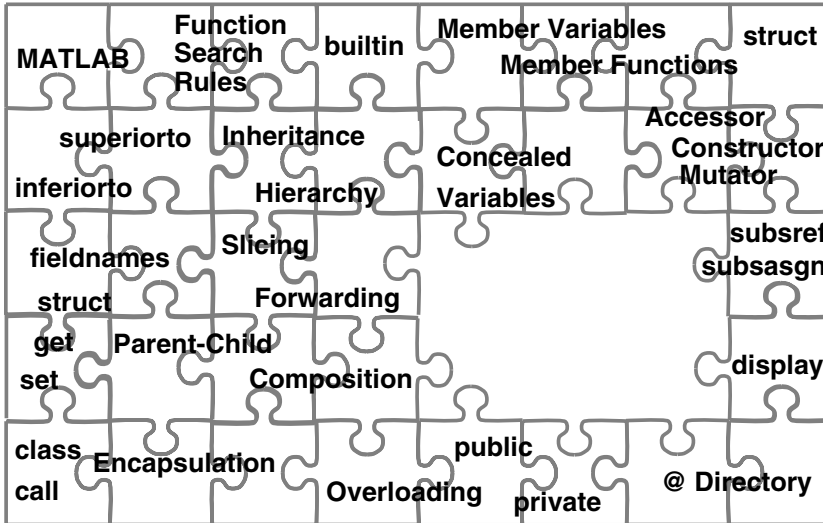 MATLAB
Function
Search
Rules
builtin
Member Variables
Member Functions
struct
superiorto
inferiorto
Inheritance
Hierarchy
Concealed
Variables
Accessor
Constructor
Mutator
fieldnames
struct
Slicing
Forwarding
subsref
subsasgn
get
set
Parent-Child
Composition
display
class
call
Encapsulation
Overloading
public
private
@ Directory